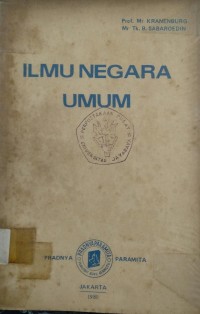 Prof. Mr. KRANENBURG
Mr. Tk. B. SABAROEDIN
ILMU NEGARA
UMUM
PRADNYA
PARAMITA
JAKARTA